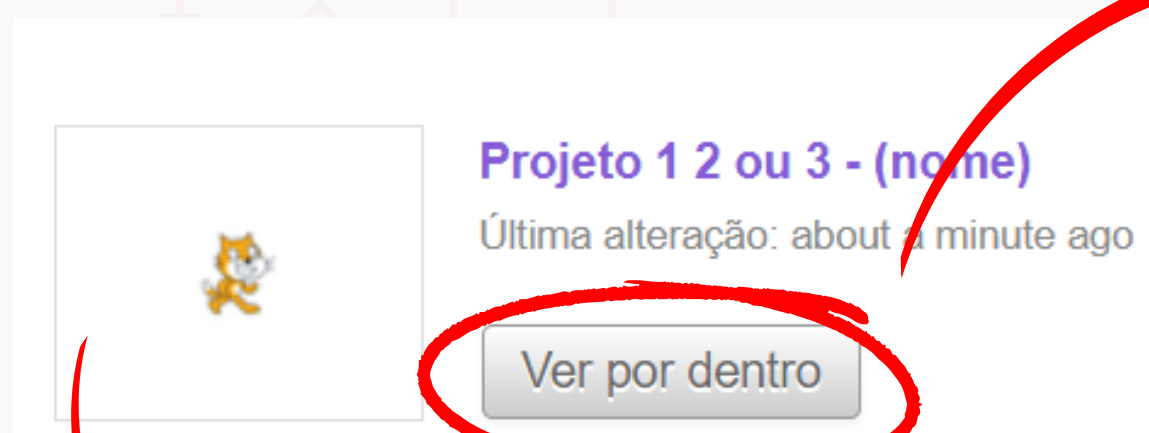 Projeto 1 2 ou 3 - (nome)
Última alteração: about a minute ago
Ver por dentro